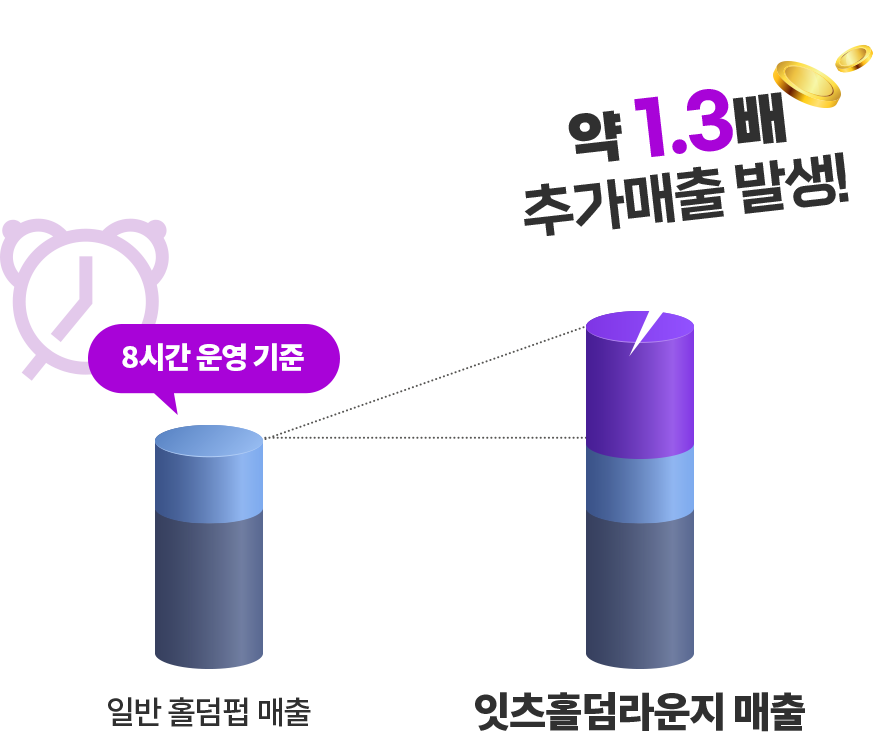 약 1.3배
추가매출 발생!
8시간 운영 기준
일반 홀덤펍 매출
잇츠홀덤라운지 매출